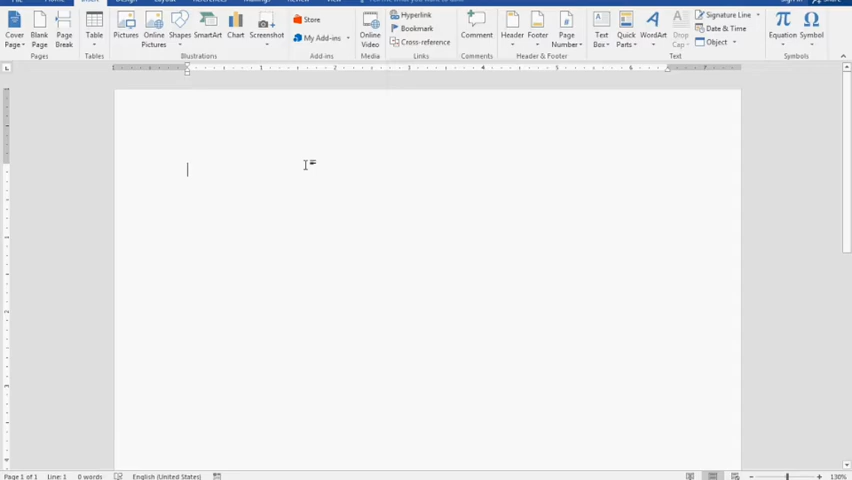 Insert
Cover Page
Blank Page
Page Break
Table
Pictures
Online Pictures
Shapes
SmartArt
Chart
Screenshot
Store
My Add-ins
Online Video
Hyperlink
Bookmark
Cross-reference
Comment
Header
Footer
Page Number
Text Box
Quick Parts
WordArt
Drop Cap
Signature Line
Date & Time
Object
Equation
Symbol
Pages
Tables
Illustrations
Add-ins
Media
Links
Comments
Header & Footer
Text
Symbols
Page 1 of 1
Line: 1
0 words
English (United States)
130%